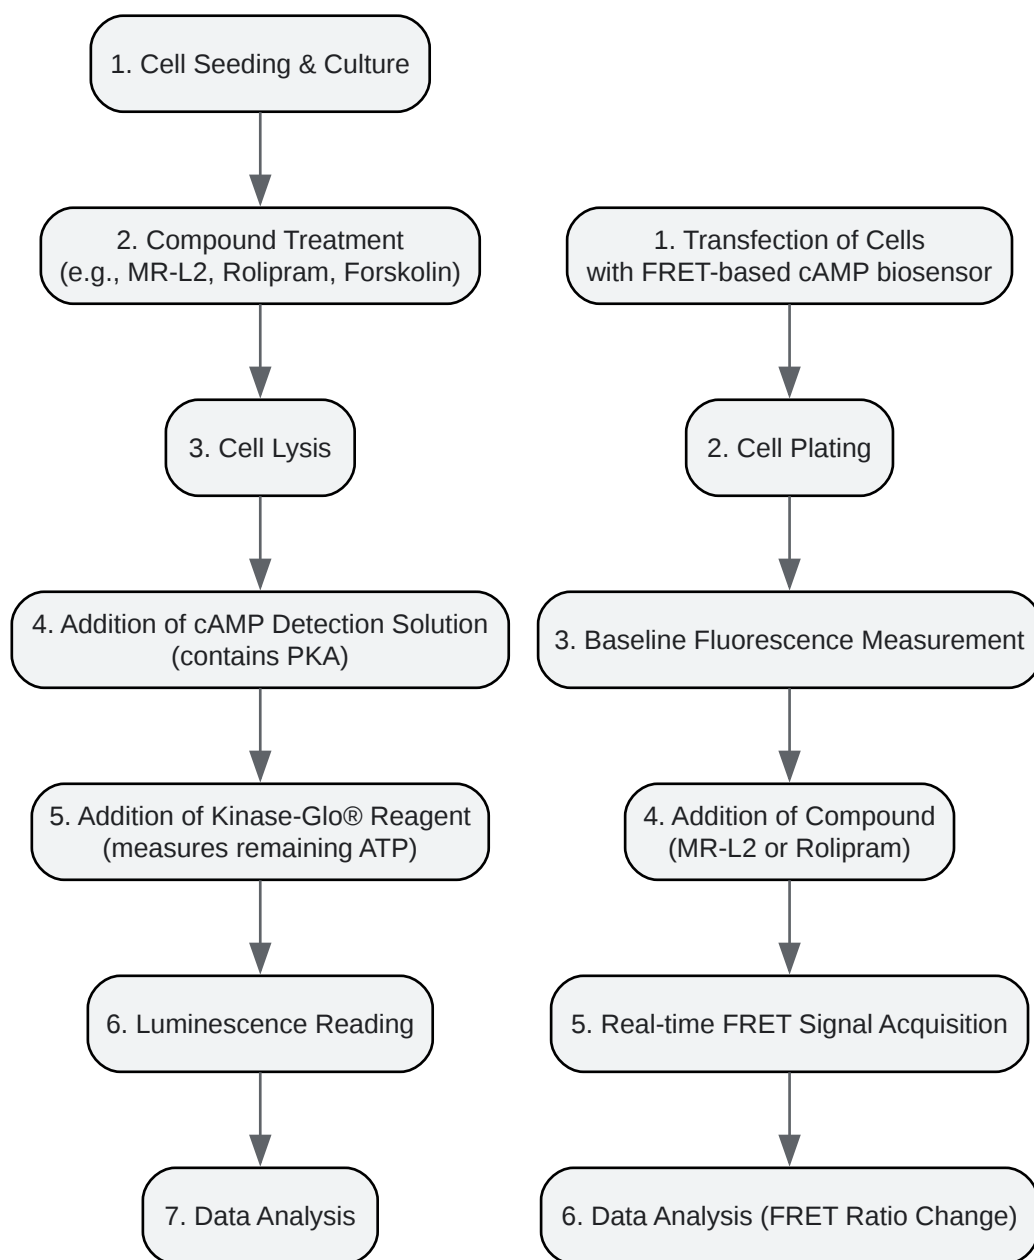 1. Cell Seeding & Culture
2. Compound Treatment
(e.g., MR-L2, Rolipram, Forskolin)
3. Cell Lysis
4. Addition of cAMP Detection Solution
(contains PKA)
5. Addition of Kinase-Glo® Reagent
(measures remaining ATP)
6. Luminescence Reading
7. Data Analysis
1. Transfection of Cells
with FRET-based cAMP biosensor
2. Cell Plating
3. Baseline Fluorescence Measurement
4. Addition of Compound
(MR-L2 or Rolipram)
5. Real-time FRET Signal Acquisition
6. Data Analysis (FRET Ratio Change)